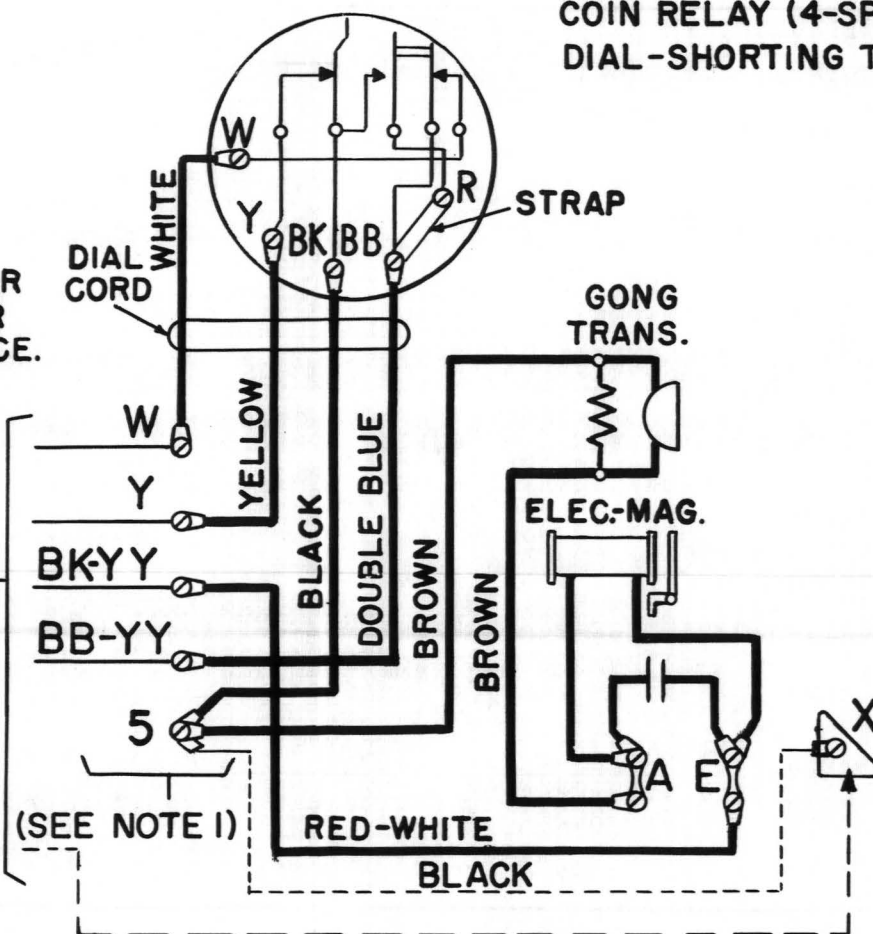 COIN RELAY (4-SP
DIAL-SHORTING T
W
WHITE
Y
BK
BB
R
STRAP
DIAL
CORD
R
R
CE.
GONG
TRANS.
W
YELLOW
Y
BLACK
DOUBLE BLUE
ELEC.-MAG.
BK-YY
BROWN
BROWN
BB-YY
5
X
A
E
(SEE NOTE 1)
RED-WHITE
BLACK